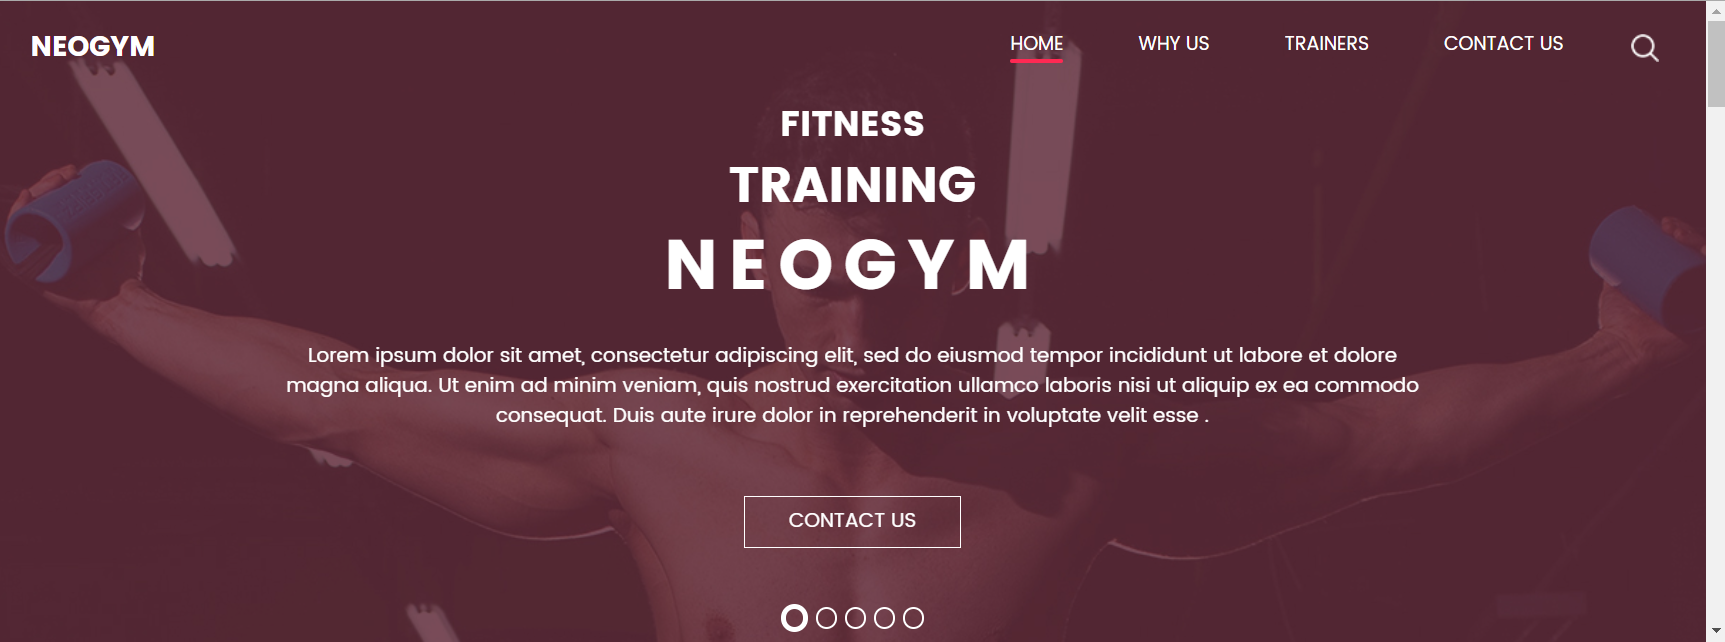 NEOGYM
HOME WHY US TRAINERS CONTACT US
FITNESS
TRAINING
NEOGYM
Lorem ipsum dolor sit amet, consectetur adipiscing elit, sed do eiusmod tempor incididunt ut labore et dolore
magna aliqua. Ut enim ad minim veniam, quis nostrud exercitation ullamco laboris nisi ut aliquip ex ea commodo
consequat. Duis aute irure dolor in reprehenderit in voluptate velit esse .
CONTACT US